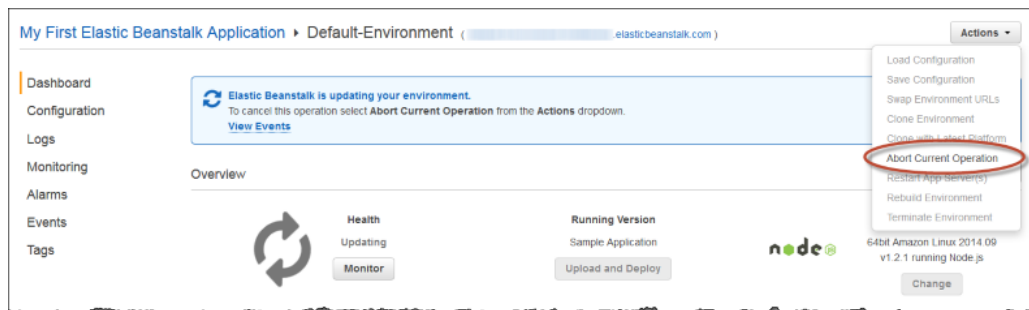 My First Elastic Beanstalk Application ▸ Default-Environment ( .elasticbeanstalk.com )
Actions
Load Configuration
Save Configuration
Swap Environment URLs
Clone Environment
Clone with Latest Platform
Abort Current Operation
Restart App Server(s)
Rebuild Environment
Terminate Environment
Dashboard
Configuration
Logs
Monitoring
Alarms
Events
Tags
Elastic Beanstalk is updating your environment.
To cancel this operation select Abort Current Operation from the Actions dropdown.
View Events
Overview
Health
Updating
Monitor
Running Version
Sample Application
Upload and Deploy
node js
64bit Amazon Linux 2014.09
v1.2.1 running Node.js
Change